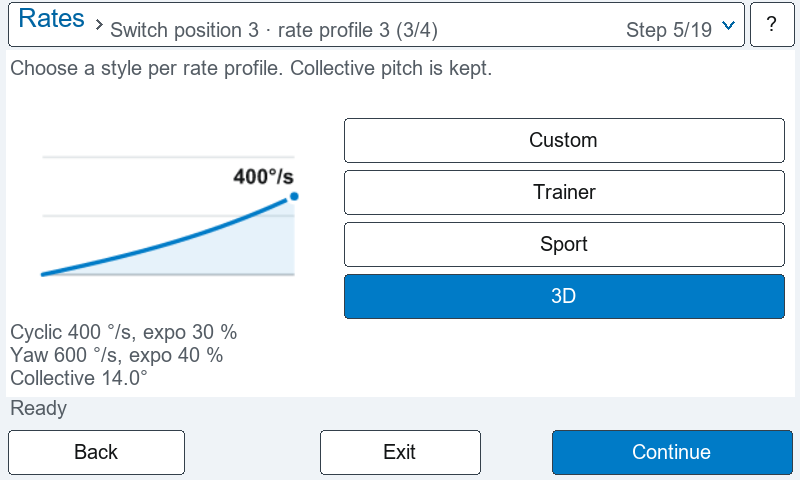 Rates › Switch position 3 · rate profile 3 (3/4) Step 5/19 ?
Choose a style per rate profile. Collective pitch is kept.
400°/s
Custom
Trainer
Sport
3D
Cyclic 400 °/s, expo 30 %
Yaw 600 °/s, expo 40 %
Collective 14.0°
Ready
Back Exit Continue